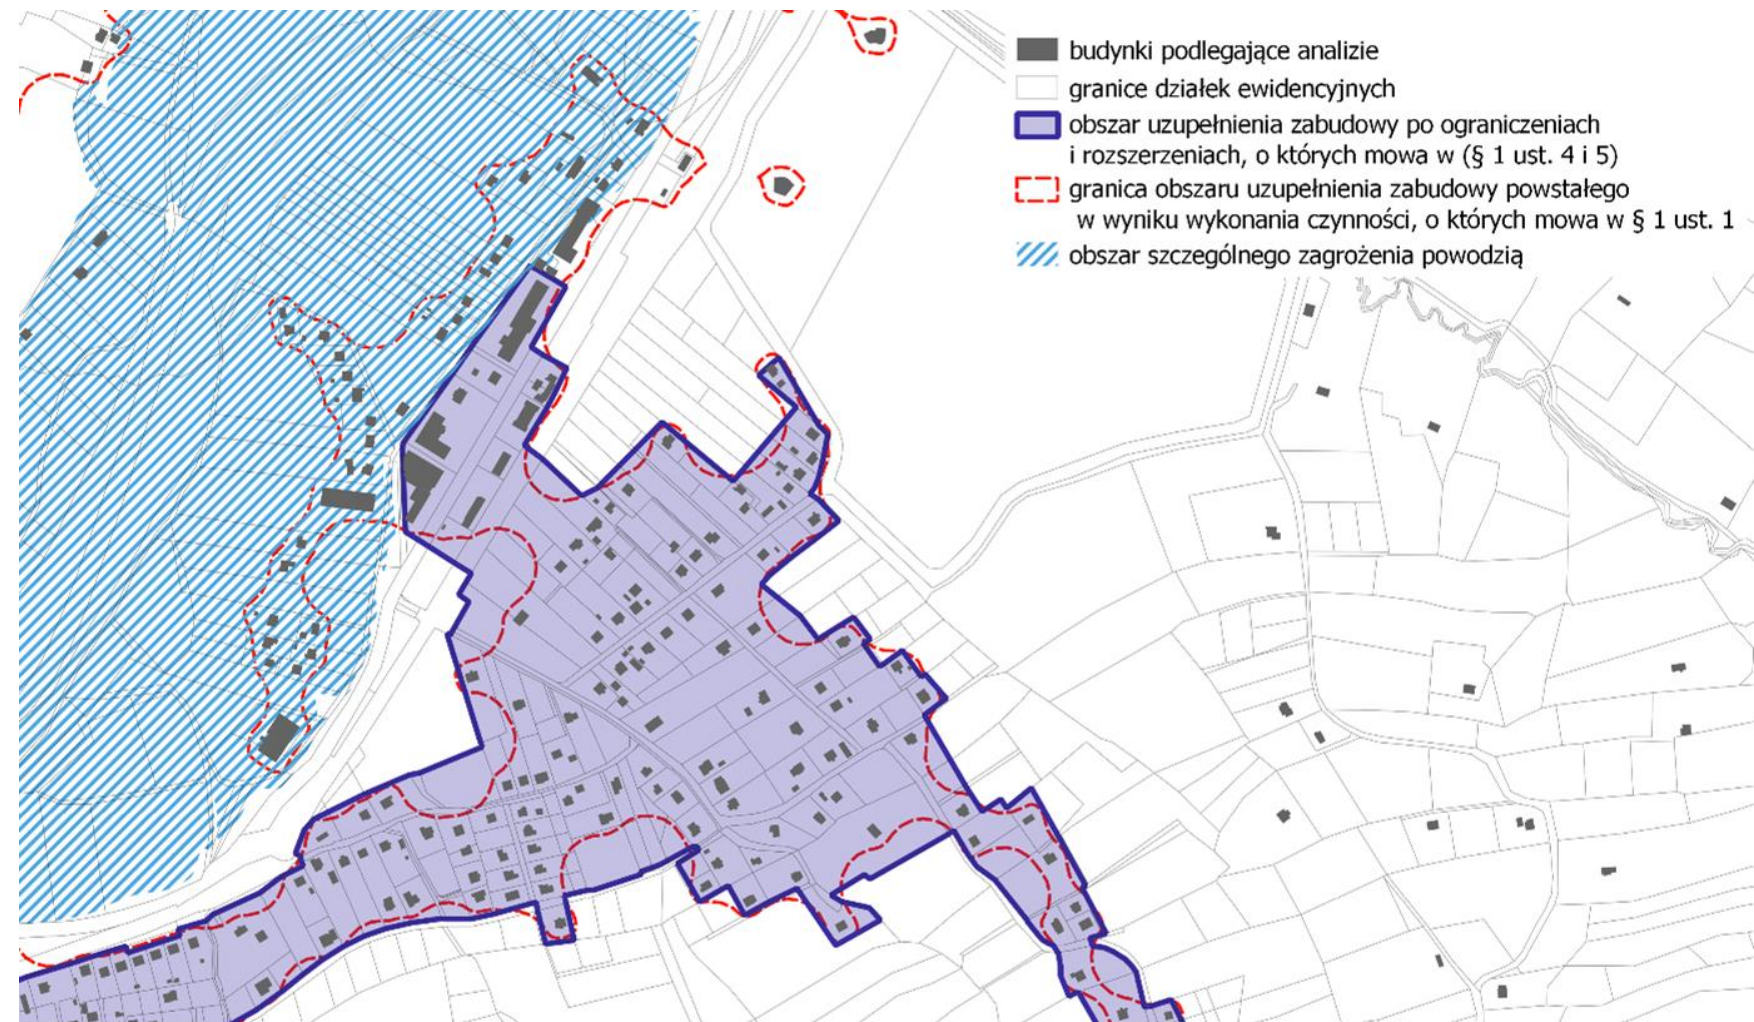 budynki podlegające analizie
granice działek ewidencyjnych
obszar uzupełnienia zabudowy po ograniczeniach
i rozszerzeniach, o których mowa w (§ 1 ust. 4 i 5)
granica obszaru uzupełnienia zabudowy powstałego
w wyniku wykonania czynności, o których mowa w § 1 ust. 1
obszar szczególnego zagrożenia powodzią